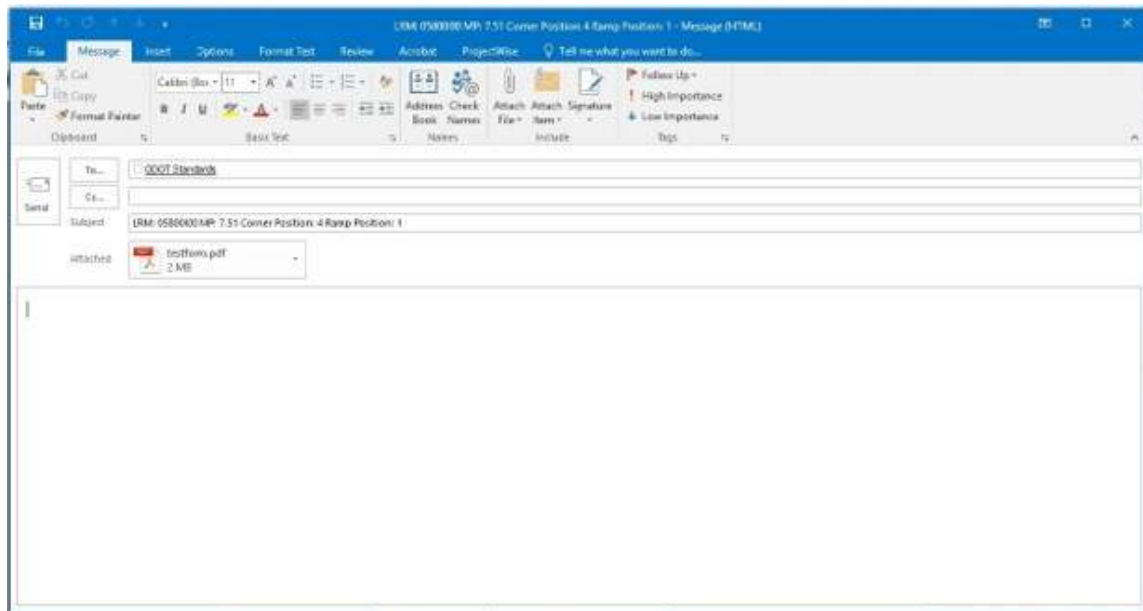 LRM: 0580000 MP: 7.51 Corner Position: 4 Ramp Position: 1 - Message (HTML)
File Message Insert Options Format Text Review Acrobat ProjectWise Tell me what you want to do...
Cut
Copy
Paste
Format Painter
Clipboard
11
B I U
Basic Text
Address Book
Check Names
Names
Attach File
Attach Item
Signature
Include
Follow Up
High Importance
Low Importance
Tags
Send
To...
ODOT Standards
Cc...
Subject
LRM: 0580000 MP: 7.51 Corner Position: 4 Ramp Position: 1
Attached
testform.pdf
2 MB